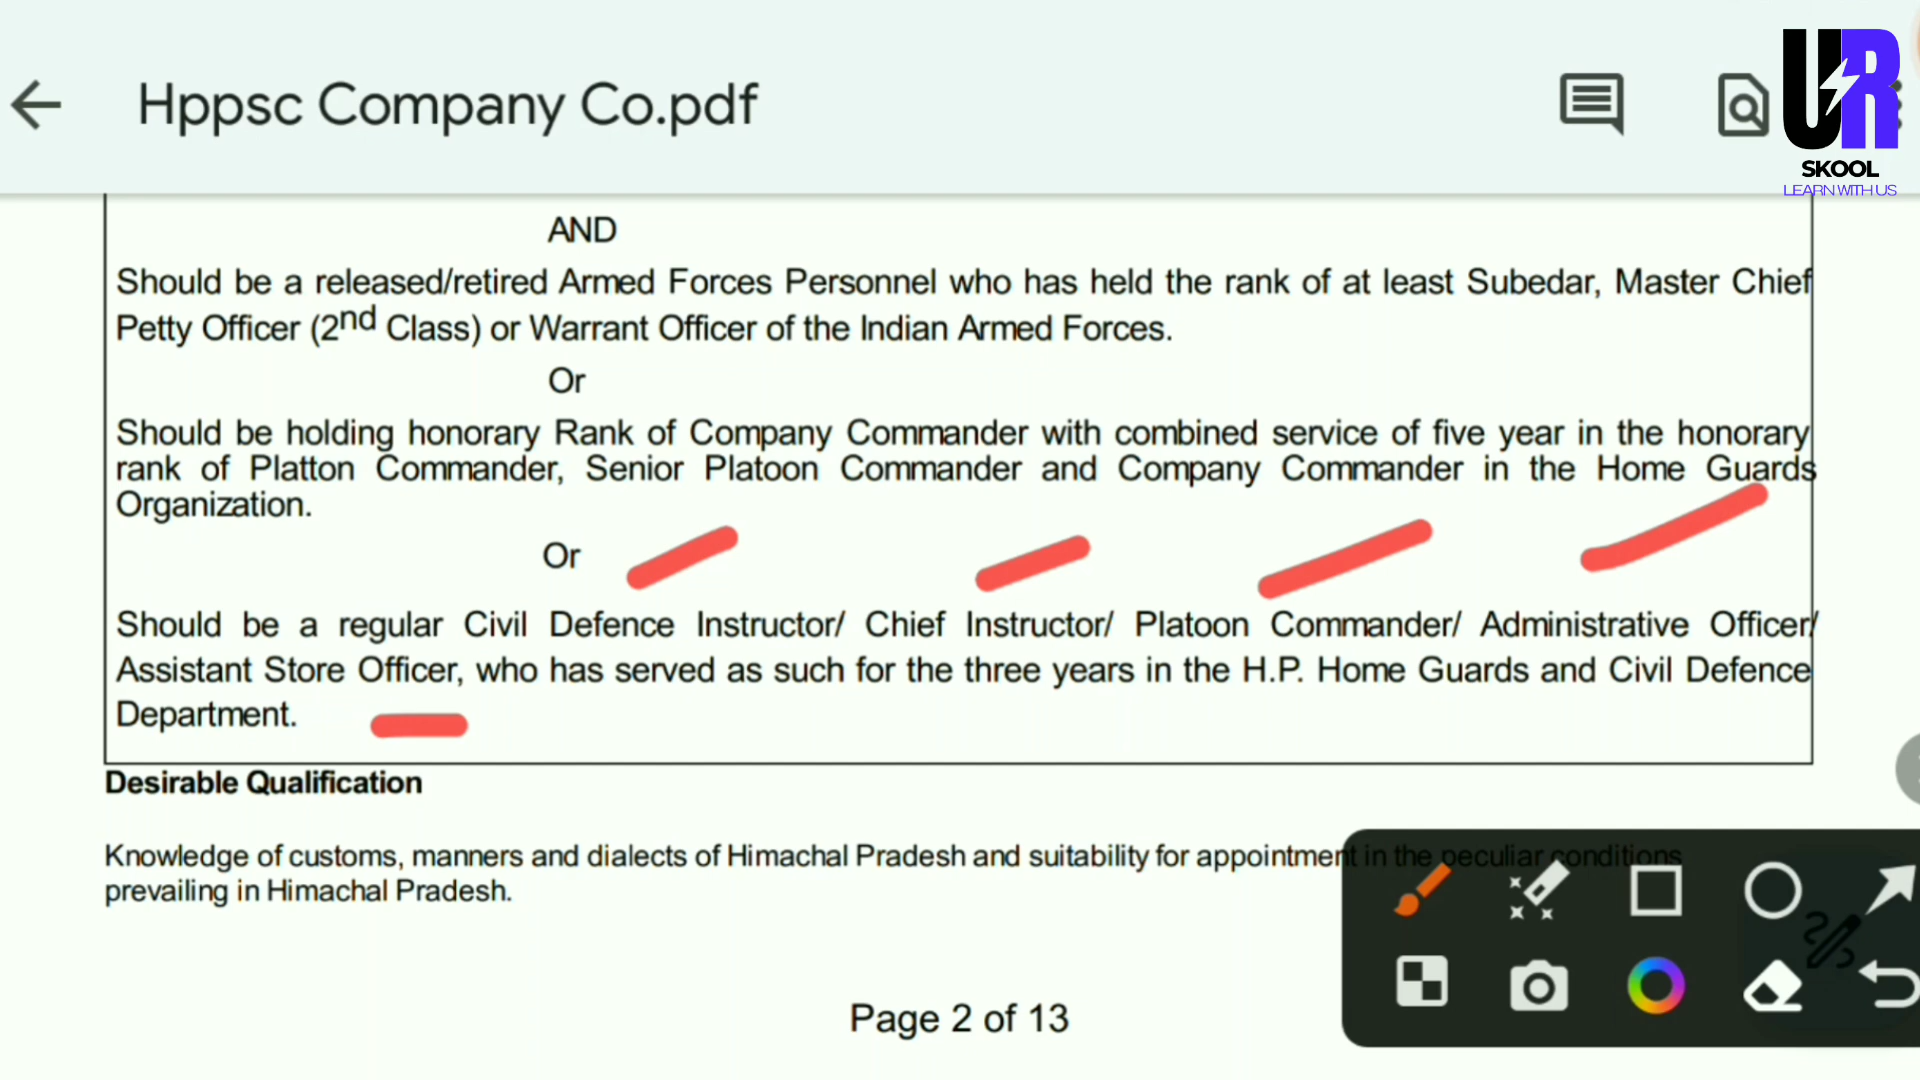 Hppsc Company Co.pdf
UR
SKOOL
LEARN WITH US
AND
Should be a released/retired Armed Forces Personnel who has held the rank of at least Subedar, Master Chief
Petty Officer (2nd Class) or Warrant Officer of the Indian Armed Forces.
Or
Should be holding honorary Rank of Company Commander with combined service of five year in the honorary
rank of Platton Commander, Senior Platoon Commander and Company Commander in the Home Guards
Organization.
Or
Should be a regular Civil Defence Instructor/ Chief Instructor/ Platoon Commander/ Administrative Officer/
Assistant Store Officer, who has served as such for the three years in the H.P. Home Guards and Civil Defence
Department.
Desirable Qualification
Knowledge of customs, manners and dialects of Himachal Pradesh and suitability for appointment in the peculiar conditions
prevailing in Himachal Pradesh.
Page 2 of 13